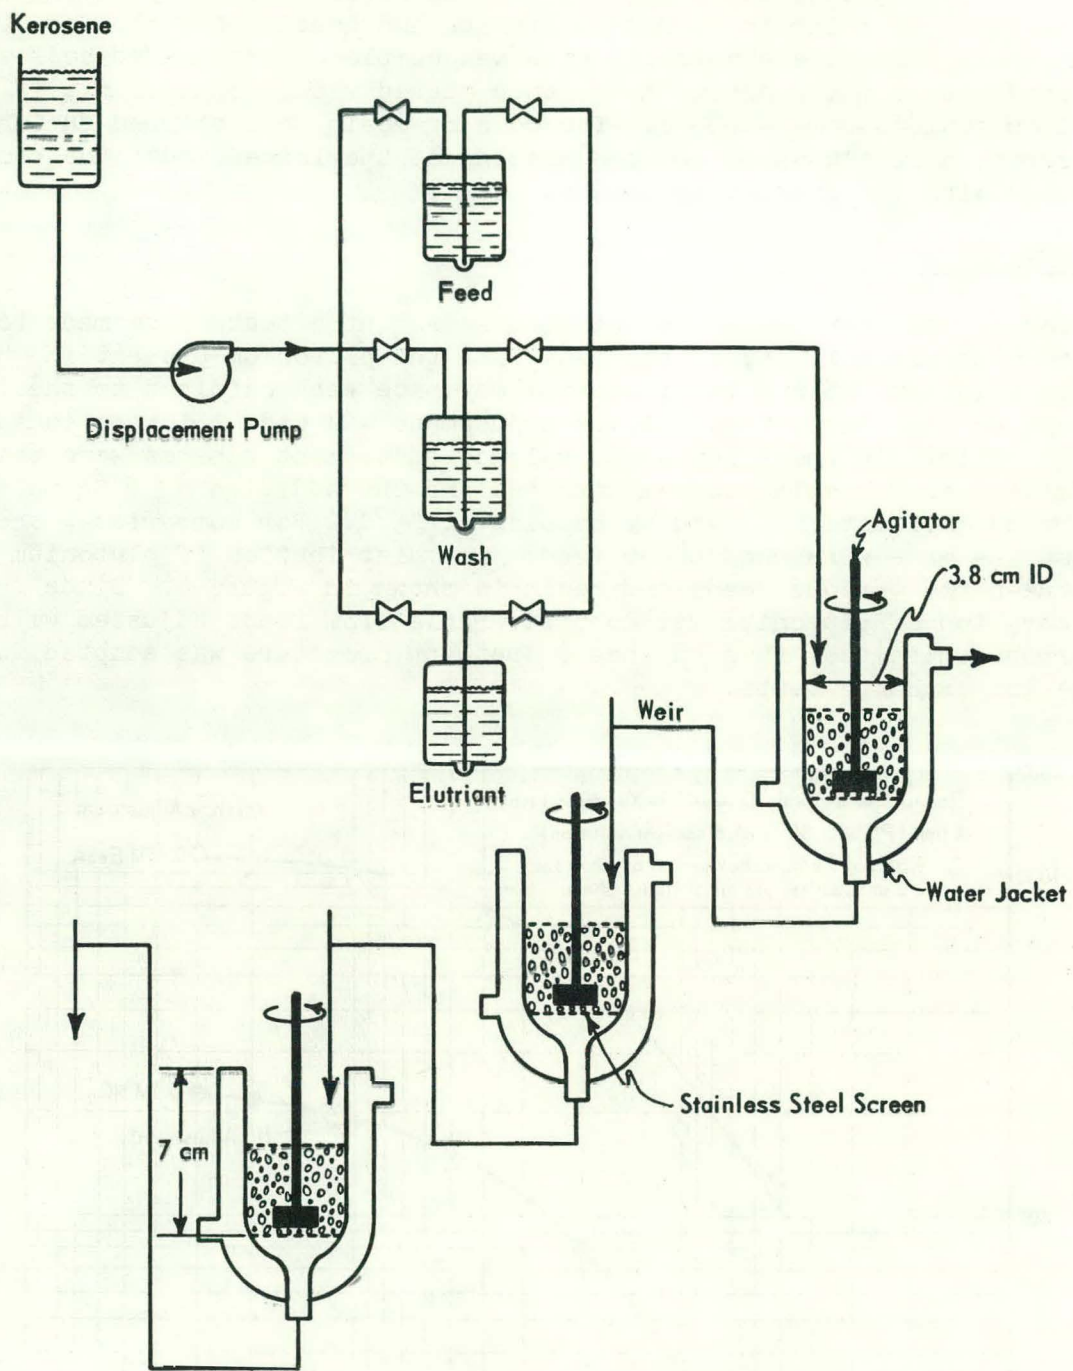 Kerosene
Feed
Displacement Pump
Wash
Agitator
3.8 cm ID
Elutriant
Weir
Water Jacket
Stainless Steel Screen
7 cm